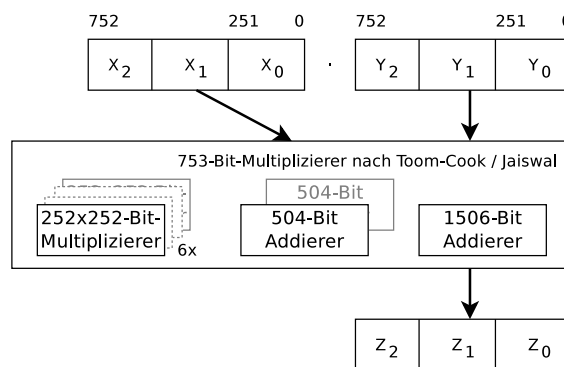 752 251 0 752 251 0
X2 X1 X0 · Y2 Y1 Y0
753-Bit-Multiplizierer nach Toom-Cook / Jaiswal
504-Bit
252x252-Bit-
Multiplizierer
6x
504-Bit
Addierer
1506-Bit
Addierer
Z2 Z1 Z0